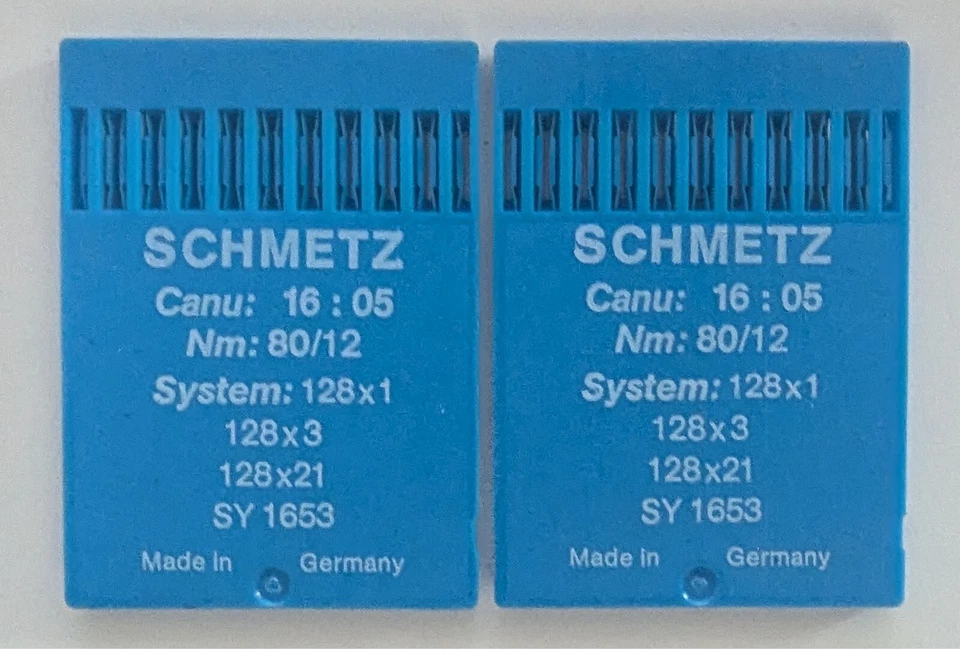 SCHMETZ
Canu: 16 : 05
Nm: 80/12
System: 128x1
128x3
128x21
SY 1653
Made in Germany
SCHMETZ
Canu: 16 : 05
Nm: 80/12
System: 128x1
128x3
128x21
SY 1653
Made in Germany